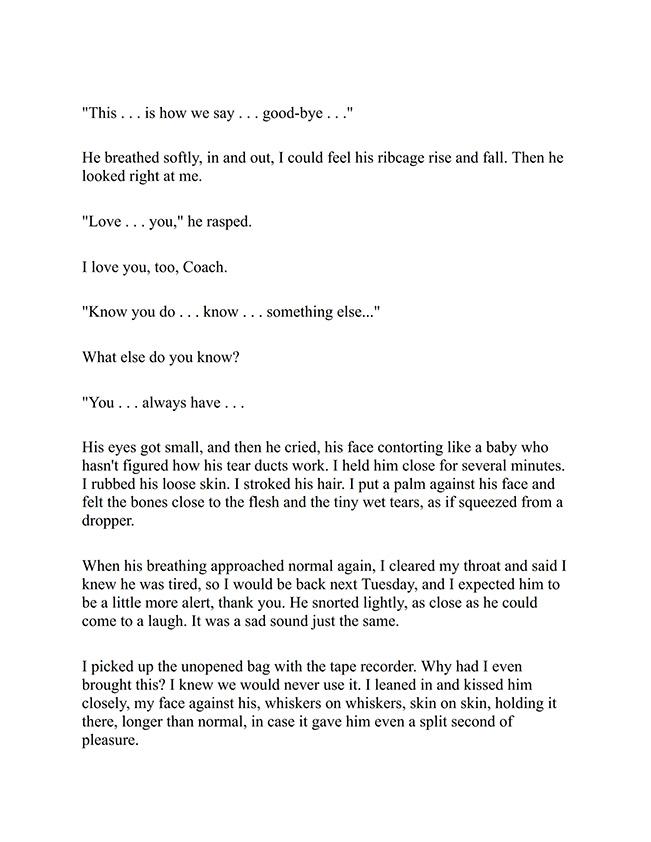 "This . . . is how we say . . . good-bye . . ."
He breathed softly, in and out, I could feel his ribcage rise and fall. Then he
looked right at me.
"Love . . . you," he rasped.
I love you, too, Coach.
"Know you do . . . know . . . something else..."
What else do you know?
"You . . . always have . . .
His eyes got small, and then he cried, his face contorting like a baby who
hasn't figured how his tear ducts work. I held him close for several minutes.
I rubbed his loose skin. I stroked his hair. I put a palm against his face and
felt the bones close to the flesh and the tiny wet tears, as if squeezed from a
dropper.
When his breathing approached normal again, I cleared my throat and said I
knew he was tired, so I would be back next Tuesday, and I expected him to
be a little more alert, thank you. He snorted lightly, as close as he could
come to a laugh. It was a sad sound just the same.
I picked up the unopened bag with the tape recorder. Why had I even
brought this? I knew we would never use it. I leaned in and kissed him
closely, my face against his, whiskers on whiskers, skin on skin, holding it
there, longer than normal, in case it gave him even a split second of
pleasure.